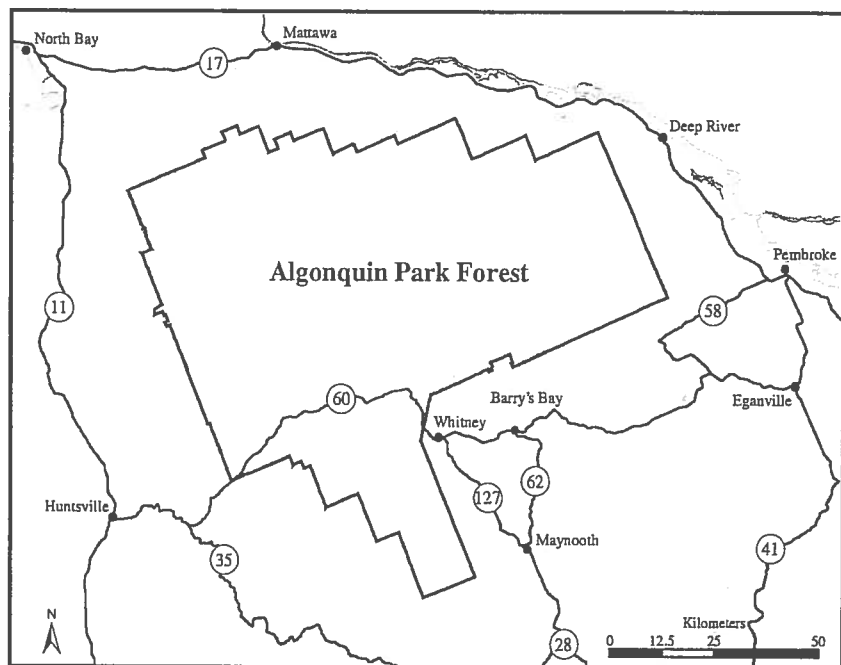 North Bay
Mattawa
17
Deep River
Algonquin Park Forest
Pembroke
11
58
60
Barry's Bay
Eganville
Whitney
62
127
Huntsville
Maynooth
35
41
N
Kilometers
28
0 12.5 25 50